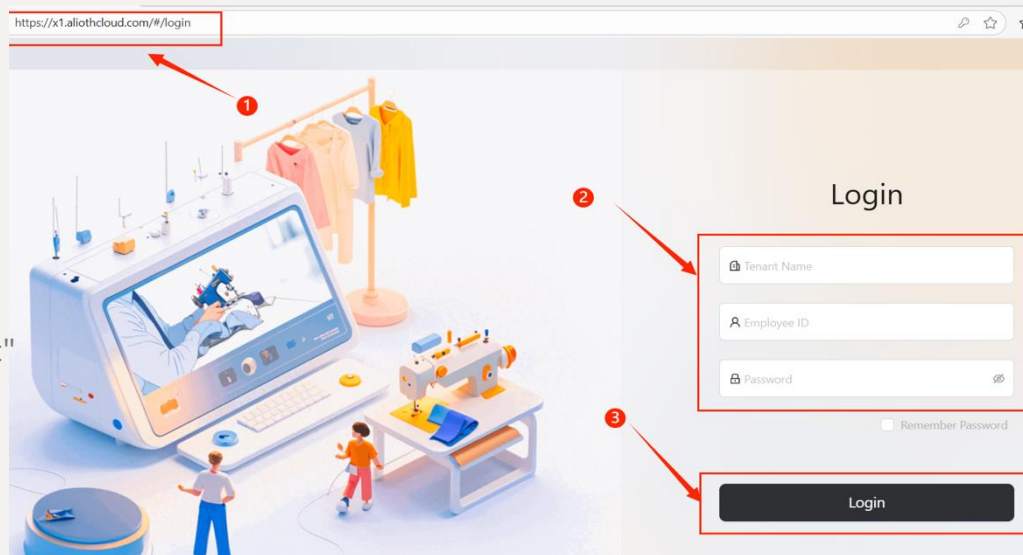 https://x1.aliothcloud.com/#/login
1
2
Login
Tenant Name
"
Employee ID
Password
3
Remember Password
Login